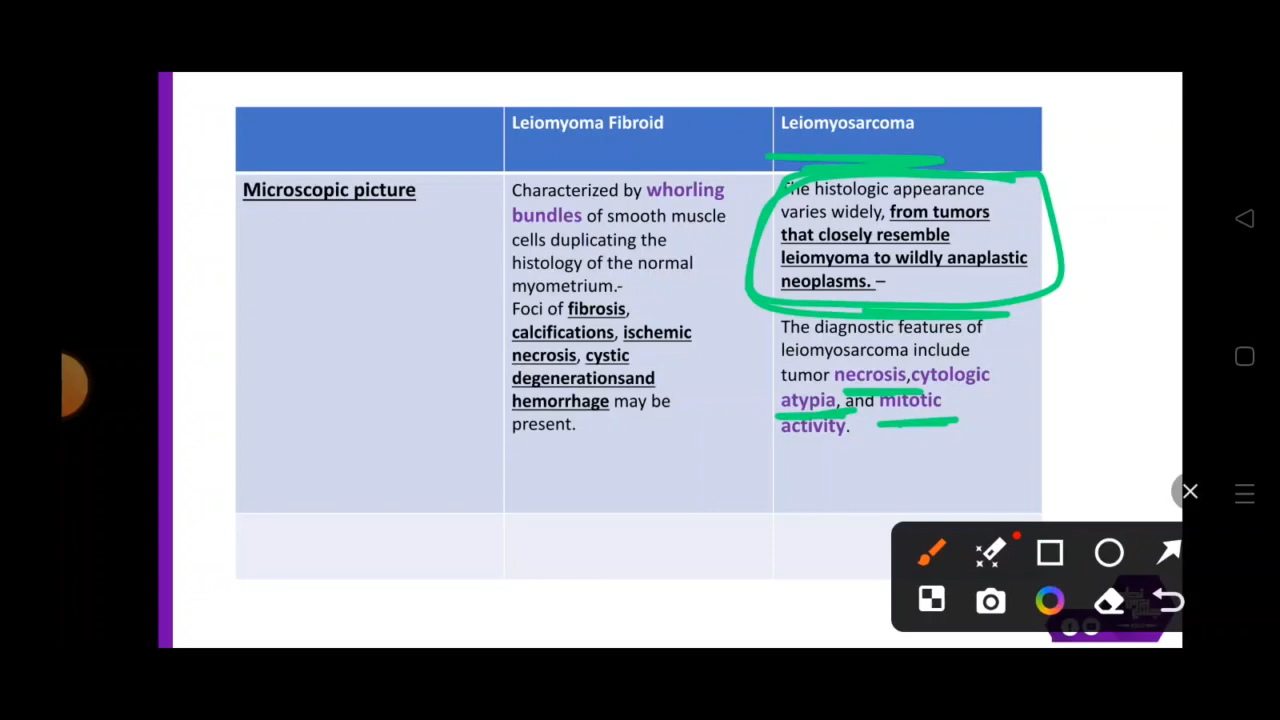 Leiomyoma Fibroid
Leiomyosarcoma
Microscopic picture
Characterized by whorling
bundles of smooth muscle
cells duplicating the
histology of the normal
myometrium.-
Foci of fibrosis,
calcifications, ischemic
necrosis, cystic
degenerationsand
hemorrhage may be
present.
The histologic appearance
varies widely, from tumors
that closely resemble
leiomyoma to wildly anaplastic
neoplasms. –
The diagnostic features of
leiomyosarcoma include
tumor necrosis,cytologic
atypia, and mitotic
activity.